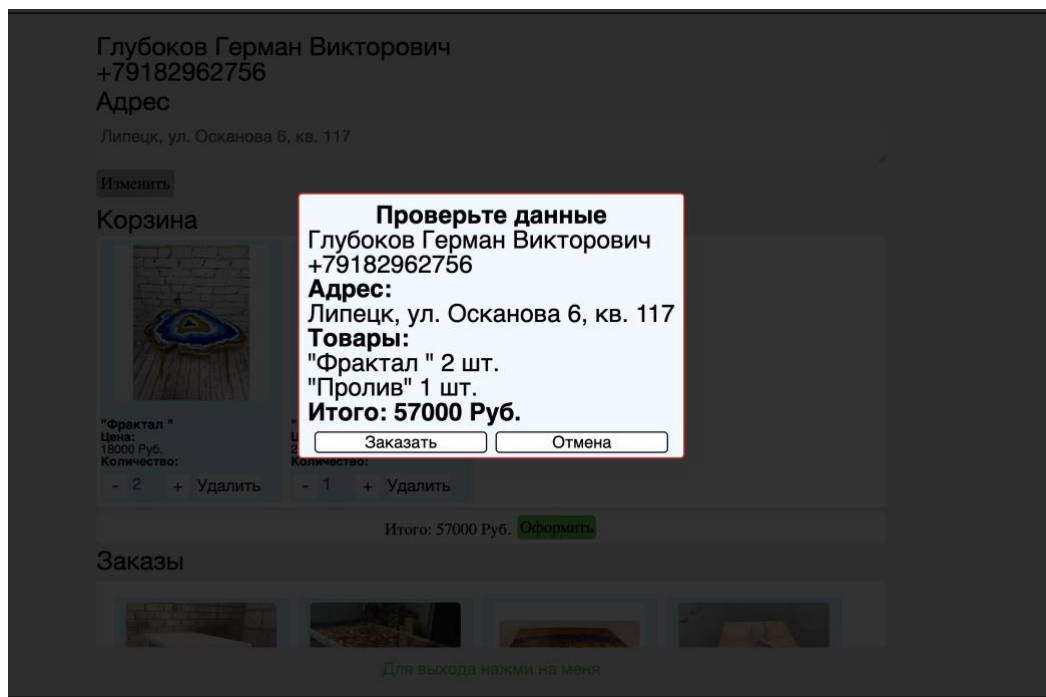 Глубоков Герман Викторович
+79182962756
Адрес
Липецк, ул. Осканова 6, кв. 117
Изменить
Корзина
Проверьте данные
Глубоков Герман Викторович
+79182962756
Адрес:
Липецк, ул. Осканова 6, кв. 117
Товары:
"Фрактал " 2 шт.
"Пролив" 1 шт.
Итого: 57000 Руб.
Заказать Отмена
"Фрактал "
Цена:
18000 Руб.
Количество: Количество:
- 2 + Удалить - 1 + Удалить
Итого: 57000 Руб. Оформить
Заказы
Для выхода нажми на меня